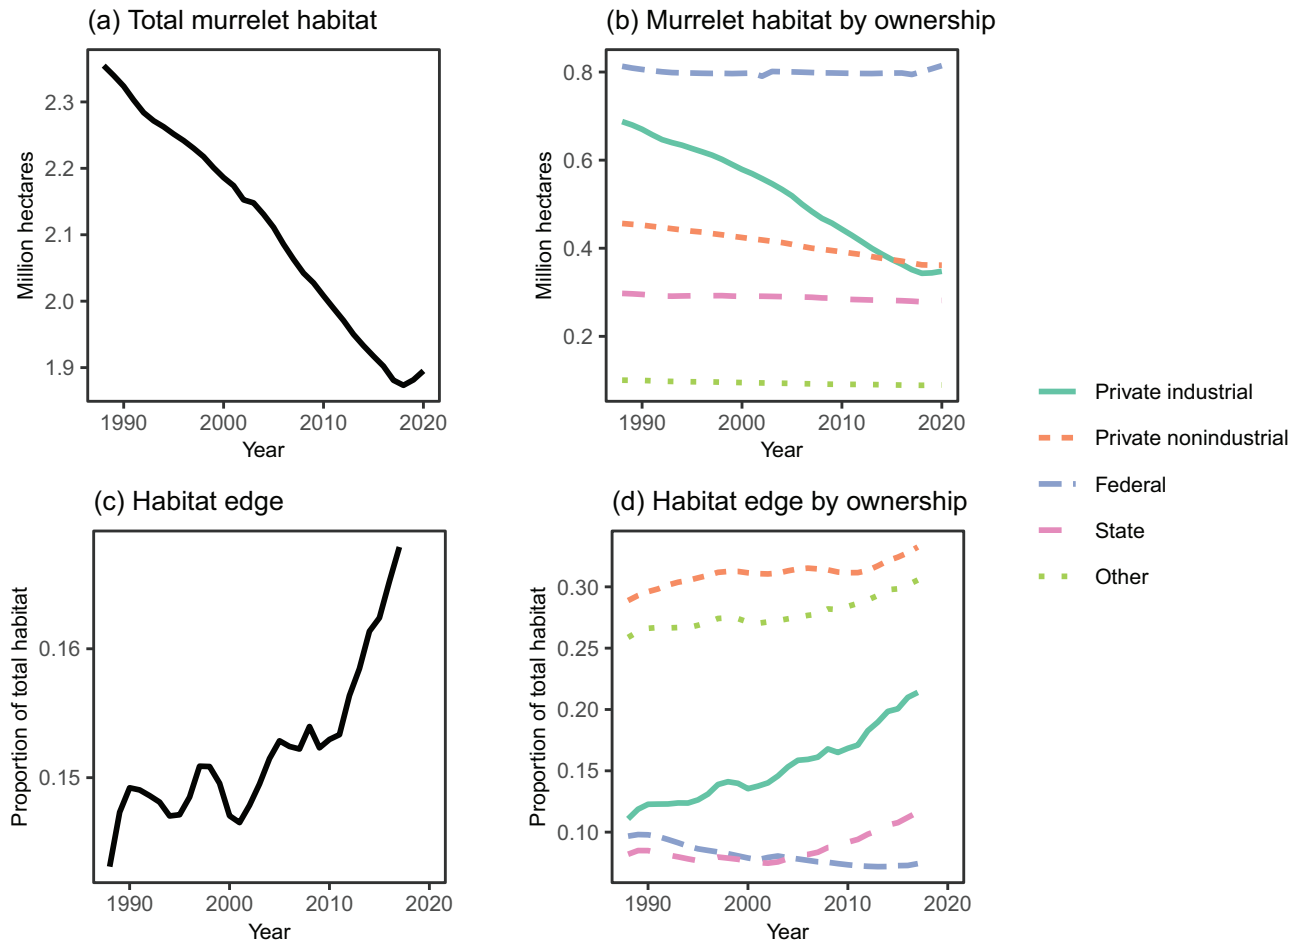 (a) Total murrelet habitat
Million hectares
2.3
2.2
2.1
2.0
1.9
1990 2000 2010 2020
Year
(b) Murrelet habitat by ownership
Million hectares
0.8
0.6
0.4
0.2
1990 2000 2010 2020
Year
Private industrial
Private nonindustrial
Federal
State
Other
(c) Habitat edge
Proportion of total habitat
0.16
0.15
1990 2000 2010 2020
Year
(d) Habitat edge by ownership
Proportion of total habitat
0.30
0.25
0.20
0.15
0.10
1990 2000 2010 2020
Year